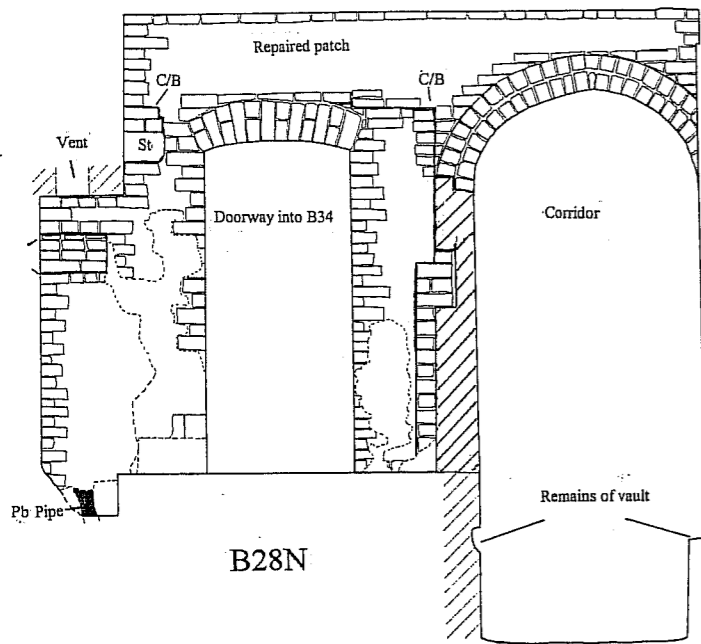 Repaired patch
C/B
C/B
St
Vent
Doorway into B34
Corridor
Remains of vault
Pb Pipe
B28N